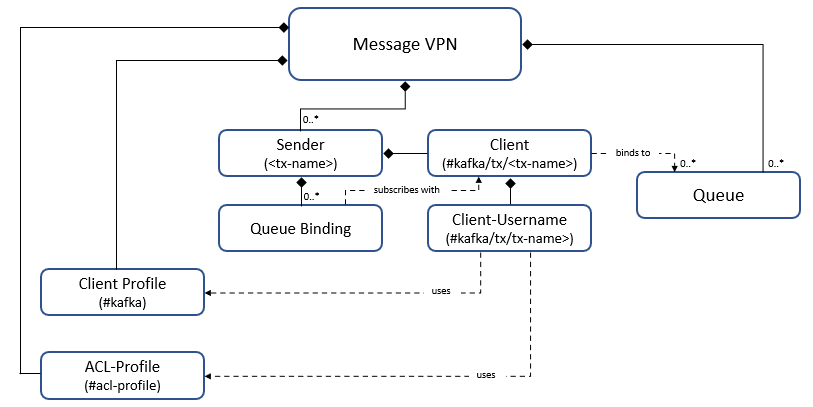 Message VPN
0..*
Sender
(<tx-name>)
Client
(#kafka/tx/<tx-name>)
binds to
0..*
0..*
Queue
subscribes with
0..*
Queue Binding
Client-Username
(#kafka/tx/tx-name>)
Client Profile
(#kafka)
uses
ACL-Profile
(#acl-profile)
uses